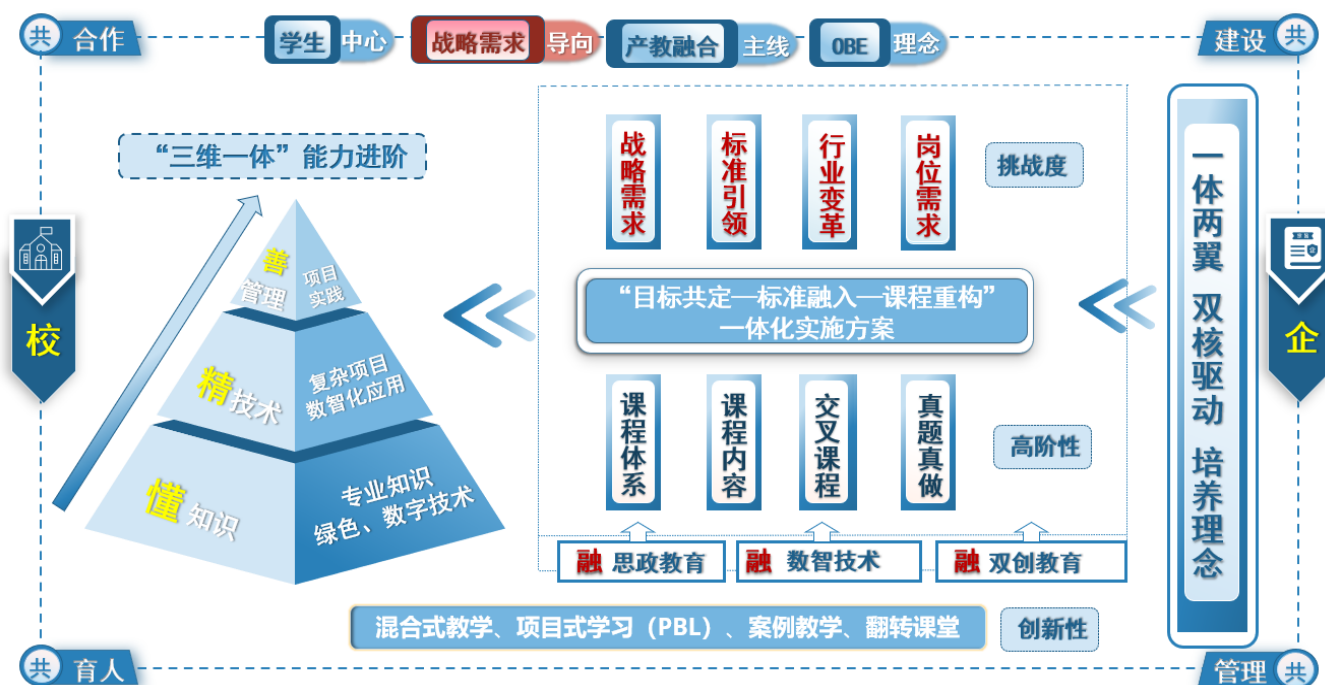 共 合作
学生 中心
战略需求 导向
产教融合 主线
OBE 理念
建设 共
“三维一体”能力进阶
善管理
项目
实践
精技术
复杂项目
数智化应用
懂知识
专业知识
绿色、数字技术
校
战略需求
标准引领
行业变革
岗位需求
挑战度
“目标共定—标准融入—课程重构”
一体化实施方案
课程体系
课程内容
交叉课程
真题真做
高阶性
融 思政教育
融 数智技术
融 双创教育
混合式教学、项目式学习（PBL）、案例教学、翻转课堂
创新性
一体两翼 双核驱动 培养理念
企
共 育人
管理 共